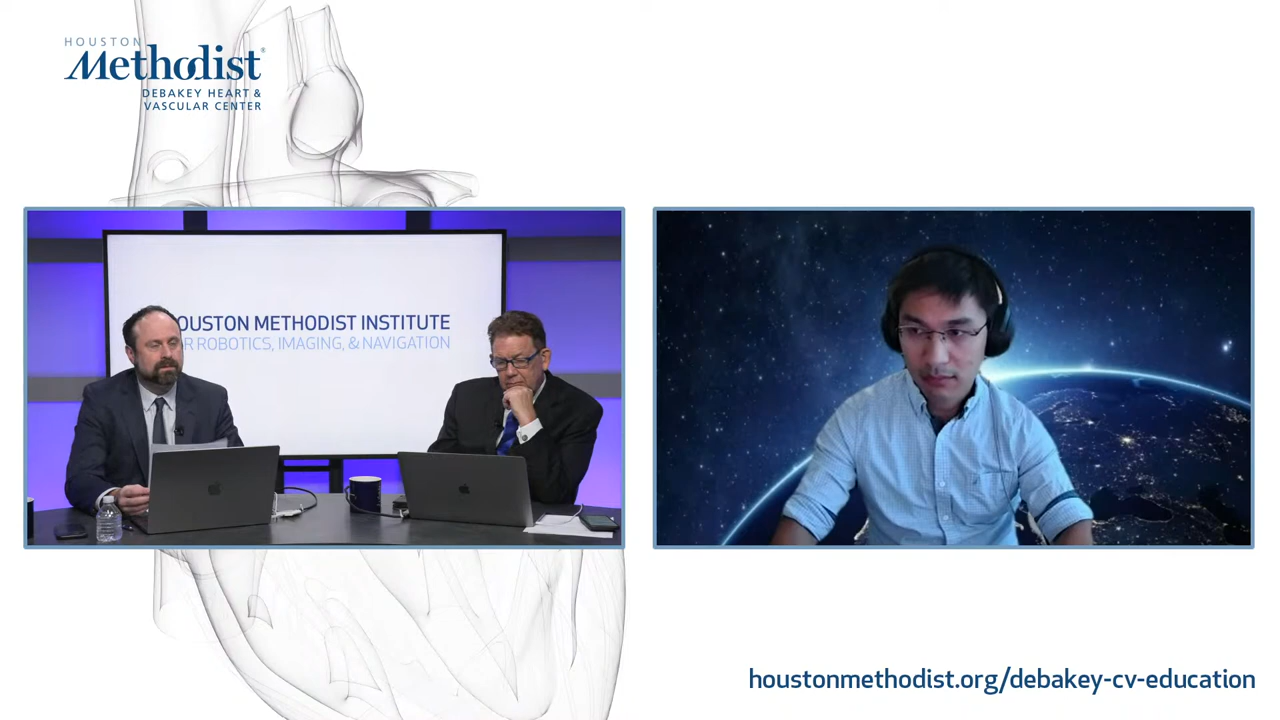 HOUSTON
Methodist®
DEBAKEY HEART &
VASCULAR CENTER
OUSTON METHODIST INSTITUTE
R ROBOTICS, IMAGING, & NAVIGATION
houstonmethodist.org/debakey-cv-education